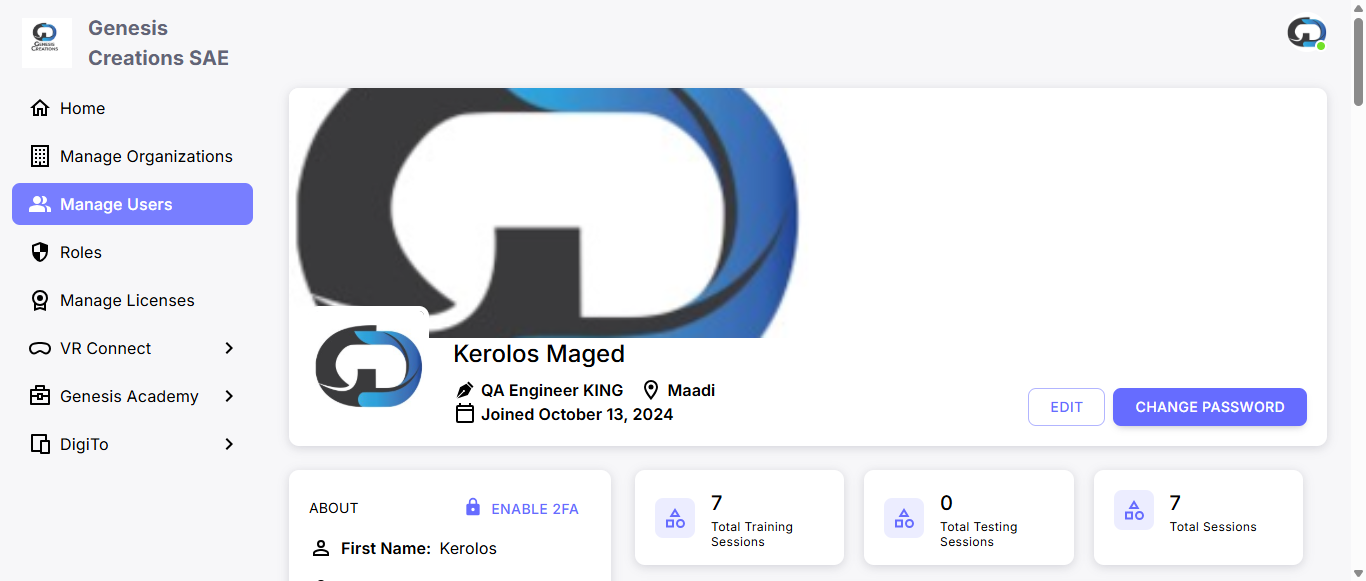 GENESIS
CREATIONS
Genesis
Creations SAE
Home
Manage Organizations
Manage Users
Roles
Manage Licenses
VR Connect
Genesis Academy
DigiTo
Kerolos Maged
QA Engineer KING
Maadi
Joined October 13, 2024
EDIT
CHANGE PASSWORD
ABOUT
ENABLE 2FA
First Name: Kerolos
7
Total Training
Sessions
0
Total Testing
Sessions
7
Total Sessions